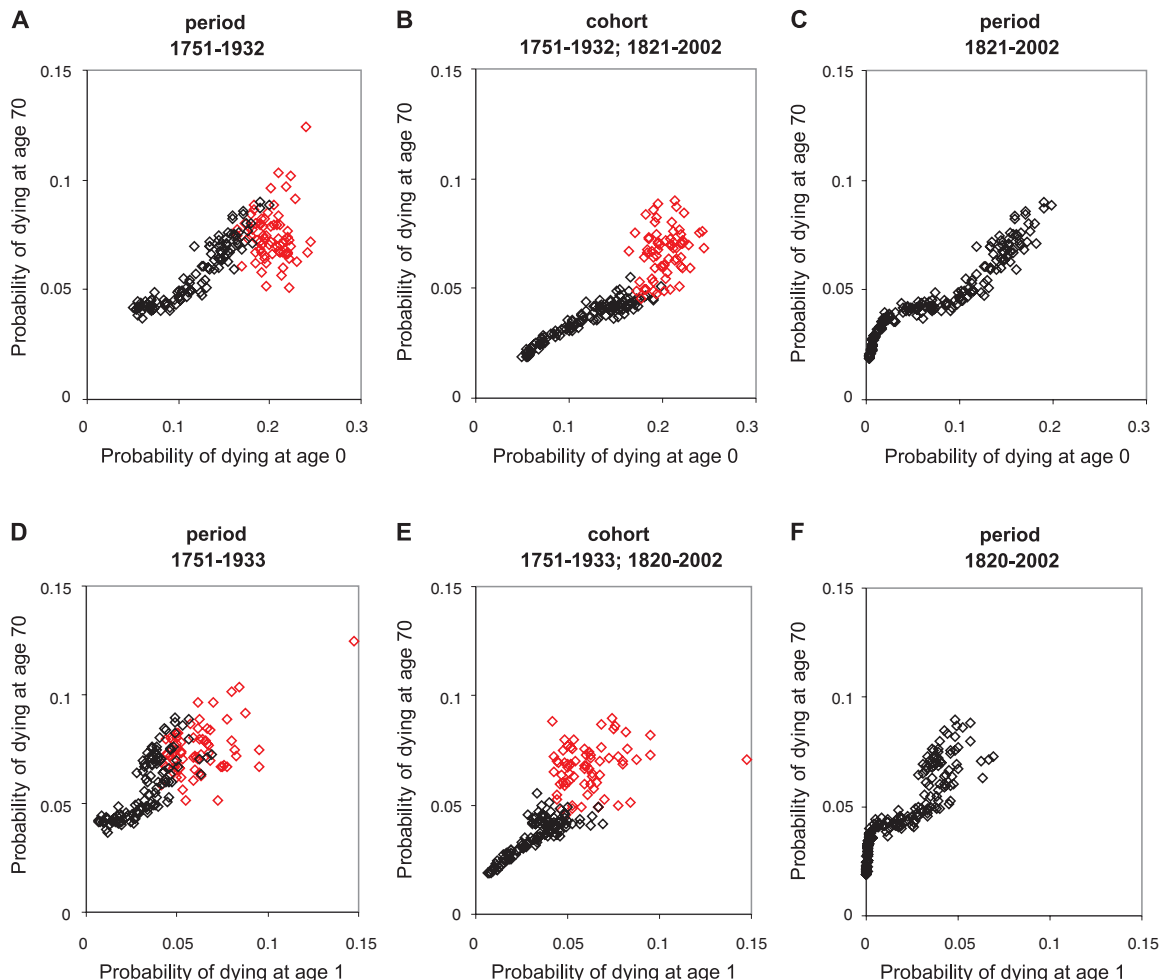 A period B cohort C period
1751-1932 1751-1932; 1821-2002 1821-2002
0.15 0.15 0.15
Probability of dying at age 70 Probability of dying at age 70 Probability of dying at age 70
0.1 0.1 0.1
0.05 0.05 0.05
0 0 0
0 0.1 0.2 0.3 0 0.1 0.2 0.3 0 0.1 0.2 0.3
Probability of dying at age 0 Probability of dying at age 0 Probability of dying at age 0
D period E cohort F period
1751-1933 1751-1933; 1820-2002 1820-2002
0.15 0.15 0.15
Probability of dying at age 70 Probability of dying at age 70 Probability of dying at age 70
0.1 0.1 0.1
0.05 0.05 0.05
0 0 0
0 0.05 0.1 0.15 0 0.05 0.1 0.15 0 0.05 0.1 0.15
Probability of dying at age 1 Probability of dying at age 1 Probability of dying at age 1